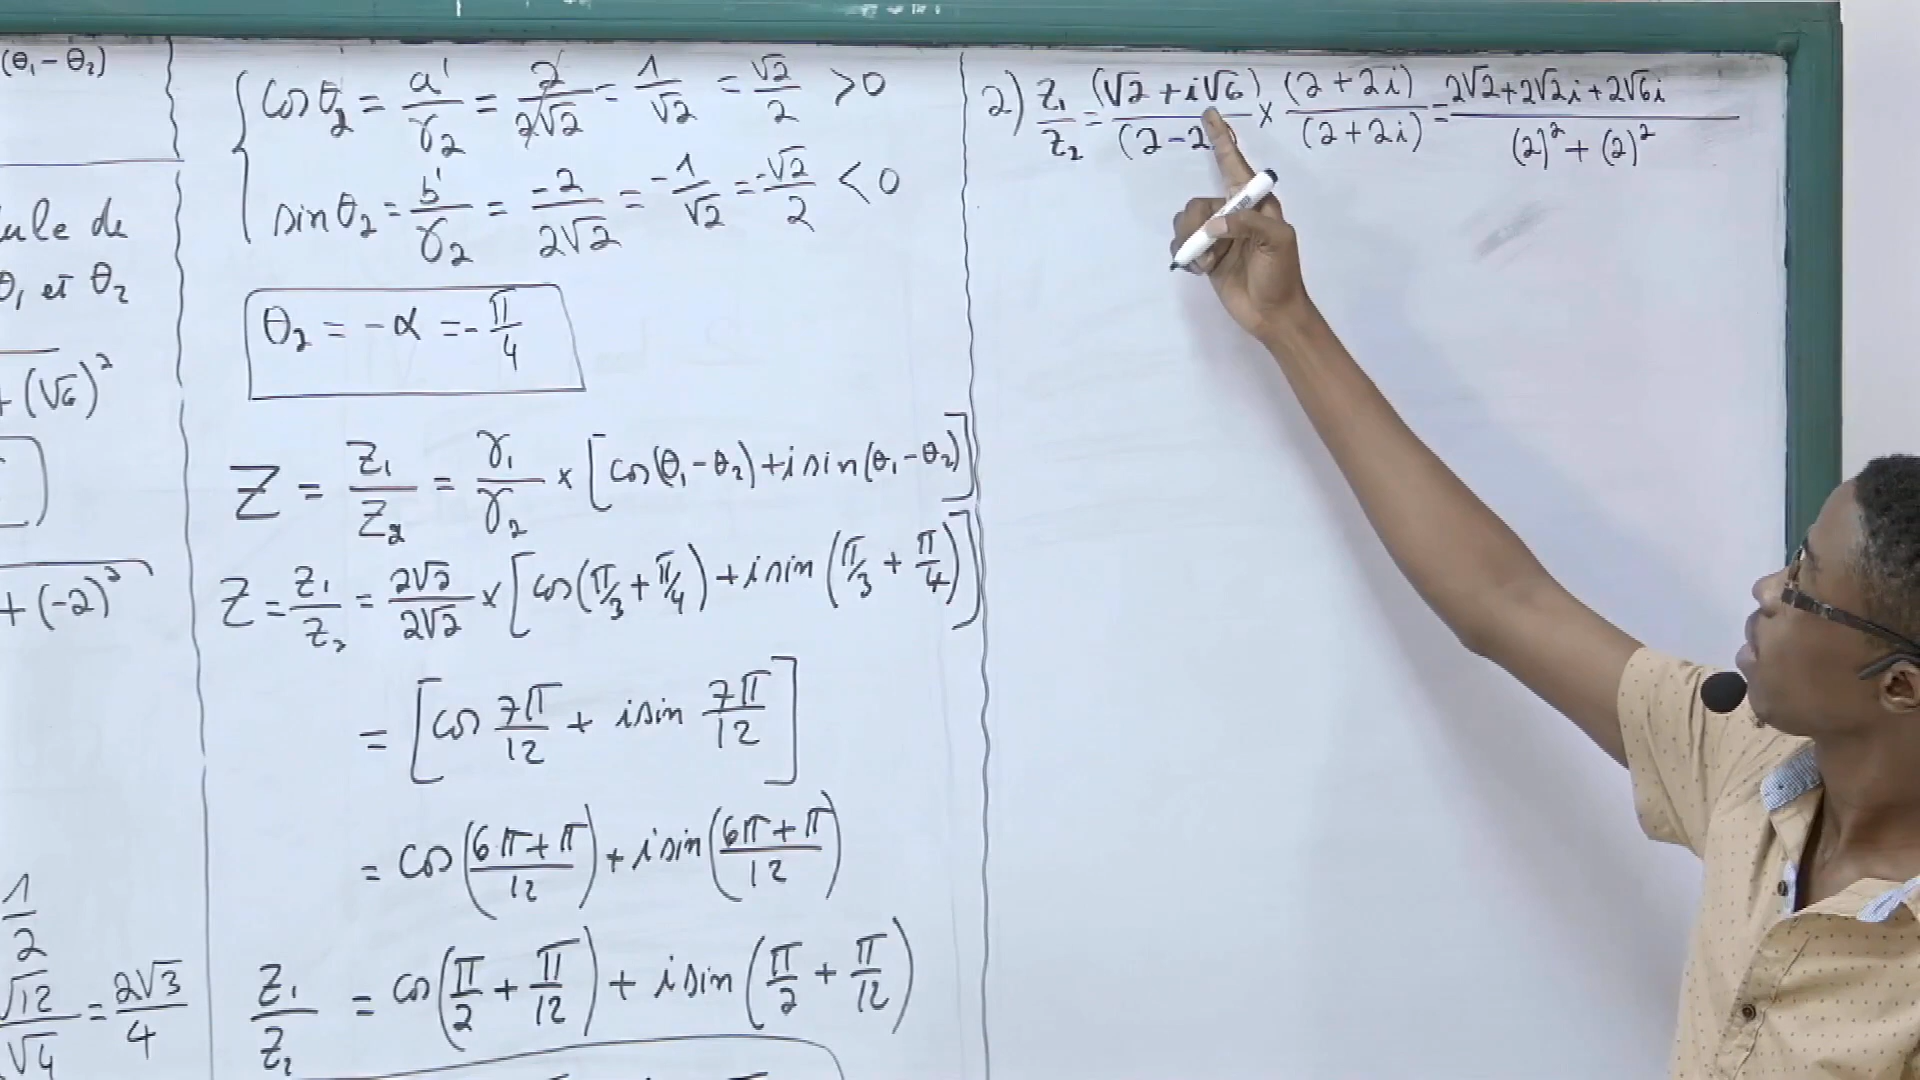 (θ₁ - θ₂)
ule de
θ₁ et θ₂
+ (√6)²
+ (-2)²
1/2
√12/√4 = 2√3/4
cosθ₂ = a'/r₂ = 2/2√2 = 1/√2 = √2/2 > 0
sinθ₂ = b'/r₂ = -2/2√2 = -1/√2 = -√2/2 < 0
θ₂ = -α = -π/4
Z = Z₁/Z₂ = r₁/r₂ × [cos(θ₁ - θ₂) + i sin(θ₁ - θ₂)]
Z = Z₁/Z₂ = 2√2/2√2 × [cos(π/3 + π/4) + i sin(π/3 + π/4)]
= [cos 7π/12 + i sin 7π/12]
= cos(6π+π/12) + i sin(6π+π/12)
Z₁/Z₂ = cos(π/2 + π/12) + i sin(π/2 + π/12)
2) Z₁/Z₂ = (√2 + i√6)/(2 - 2 ) × (2 + 2i)/(2 + 2i) = 2√2 + 2√2i + 2√6i/(2)² + (2)²